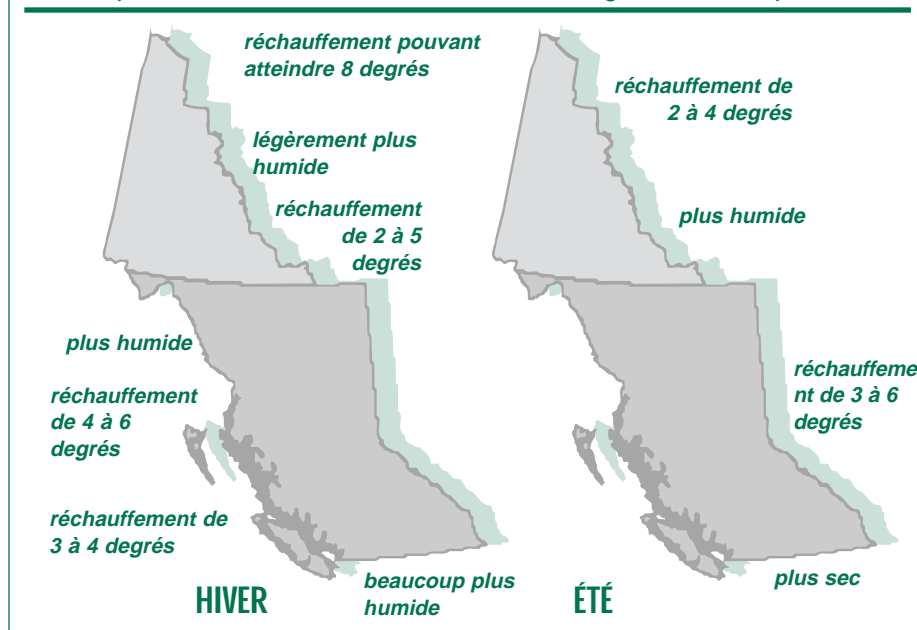 réchauffement pouvant
atteindre 8 degrés
légèrement plus
humide
réchauffement
de 2 à 5
degrés
plus humide
réchauffement
de 4 à 6
degrés
réchauffement de
3 à 4 degrés
beaucoup plus
humide
HIVER
réchauffement de
2 à 4 degrés
plus humide
réchauffeme
nt de 3 à 6
degrés
plus sec
ÉTÉ